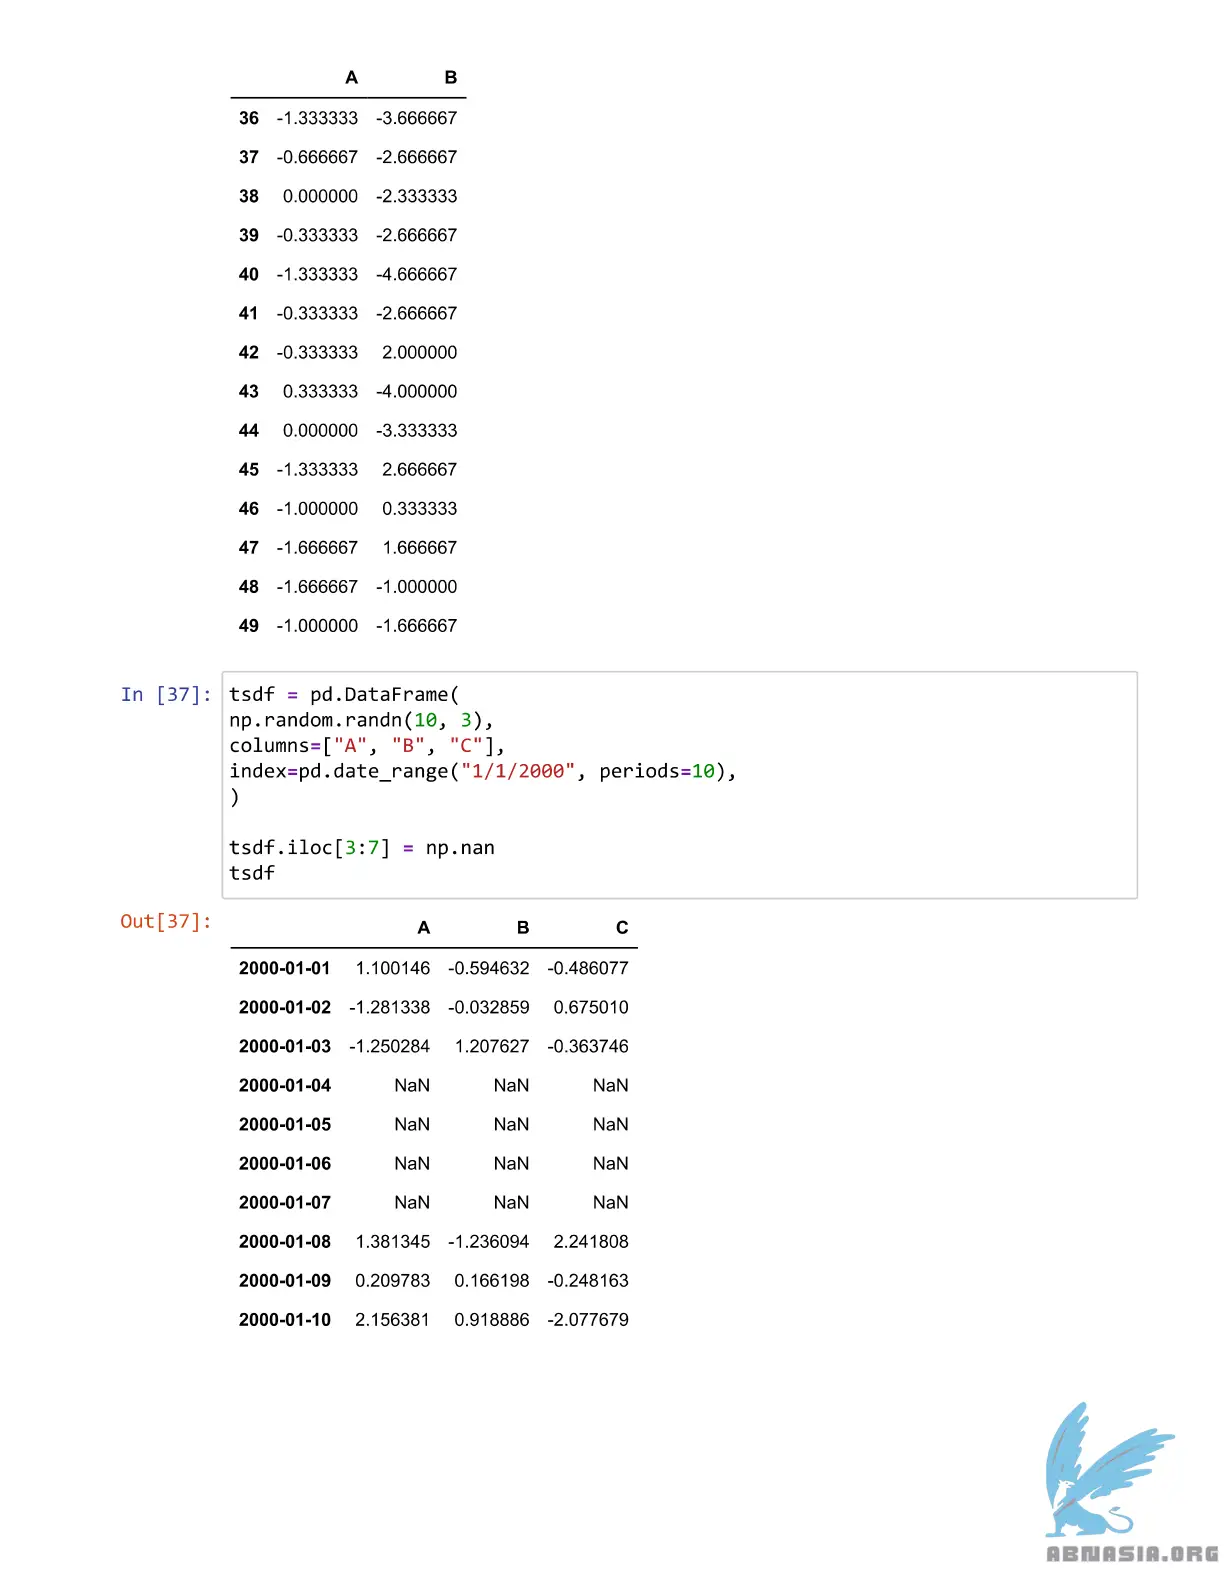 A B
36 -1.333333 -3.666667
37 -0.666667 -2.666667
38 0.000000 -2.333333
39 -0.333333 -2.666667
40 -1.333333 -4.666667
41 -0.333333 -2.666667
42 -0.333333 2.000000
43 0.333333 -4.000000
44 0.000000 -3.333333
45 -1.333333 2.666667
46 -1.000000 0.333333
47 -1.666667 1.666667
48 -1.666667 -1.000000
49 -1.000000 -1.666667
In [37]: tsdf = pd.DataFrame(
np.random.randn(10, 3),
columns=["A", "B", "C"],
index=pd.date_range("1/1/2000", periods=10),
)
tsdf.iloc[3:7] = np.nan
tsdf
Out[37]:
A B C
2000-01-01 1.100146 -0.594632 -0.486077
2000-01-02 -1.281338 -0.032859 0.675010
2000-01-03 -1.250284 1.207627 -0.363746
2000-01-04 NaN NaN NaN
2000-01-05 NaN NaN NaN
2000-01-06 NaN NaN NaN
2000-01-07 NaN NaN NaN
2000-01-08 1.381345 -1.236094 2.241808
2000-01-09 0.209783 0.166198 -0.248163
2000-01-10 2.156381 0.918886 -2.077679
ABNASIA.ORG